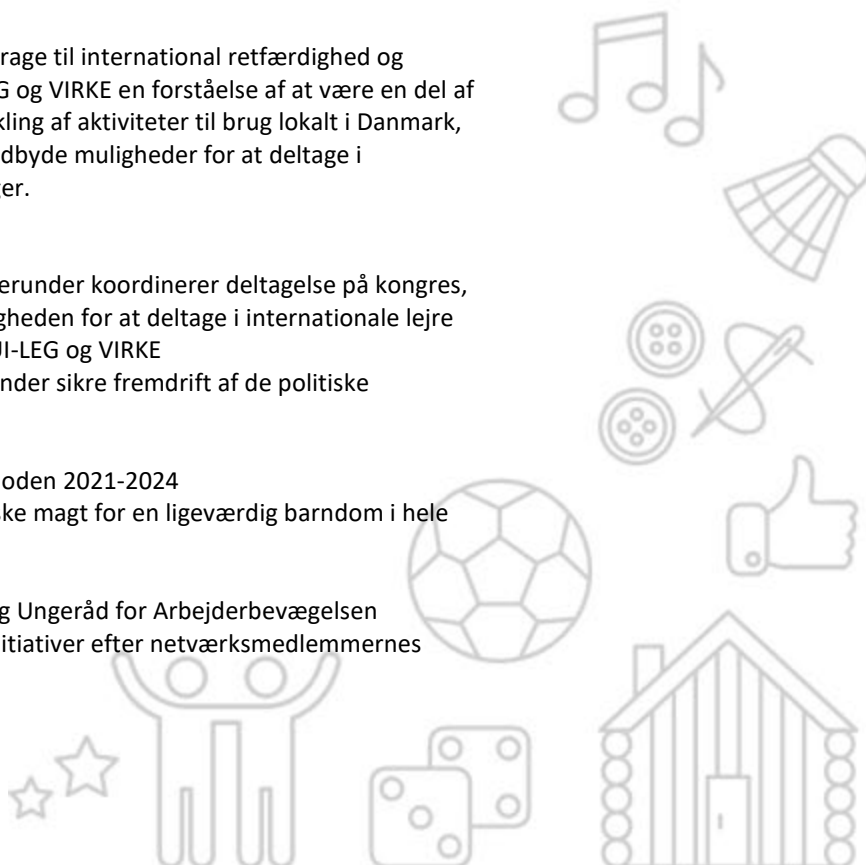 rage til international retfærdighed og
G og VIRKE en forståelse af at være en del af
kling af aktiviteter til brug lokalt i Danmark,
dbyde muligheder for at deltage i
ger.
erunder koordinerer deltagelse på kongres,
gheden for at deltage i internationale lejre
UI-LEG og VIRKE
nder sikre fremdrift af de politiske
oden 2021-2024
ske magt for en ligeværdig barndom i hele
g Ungeråd for Arbejderbevægelsen
itiativer efter netværksmedlemmernes